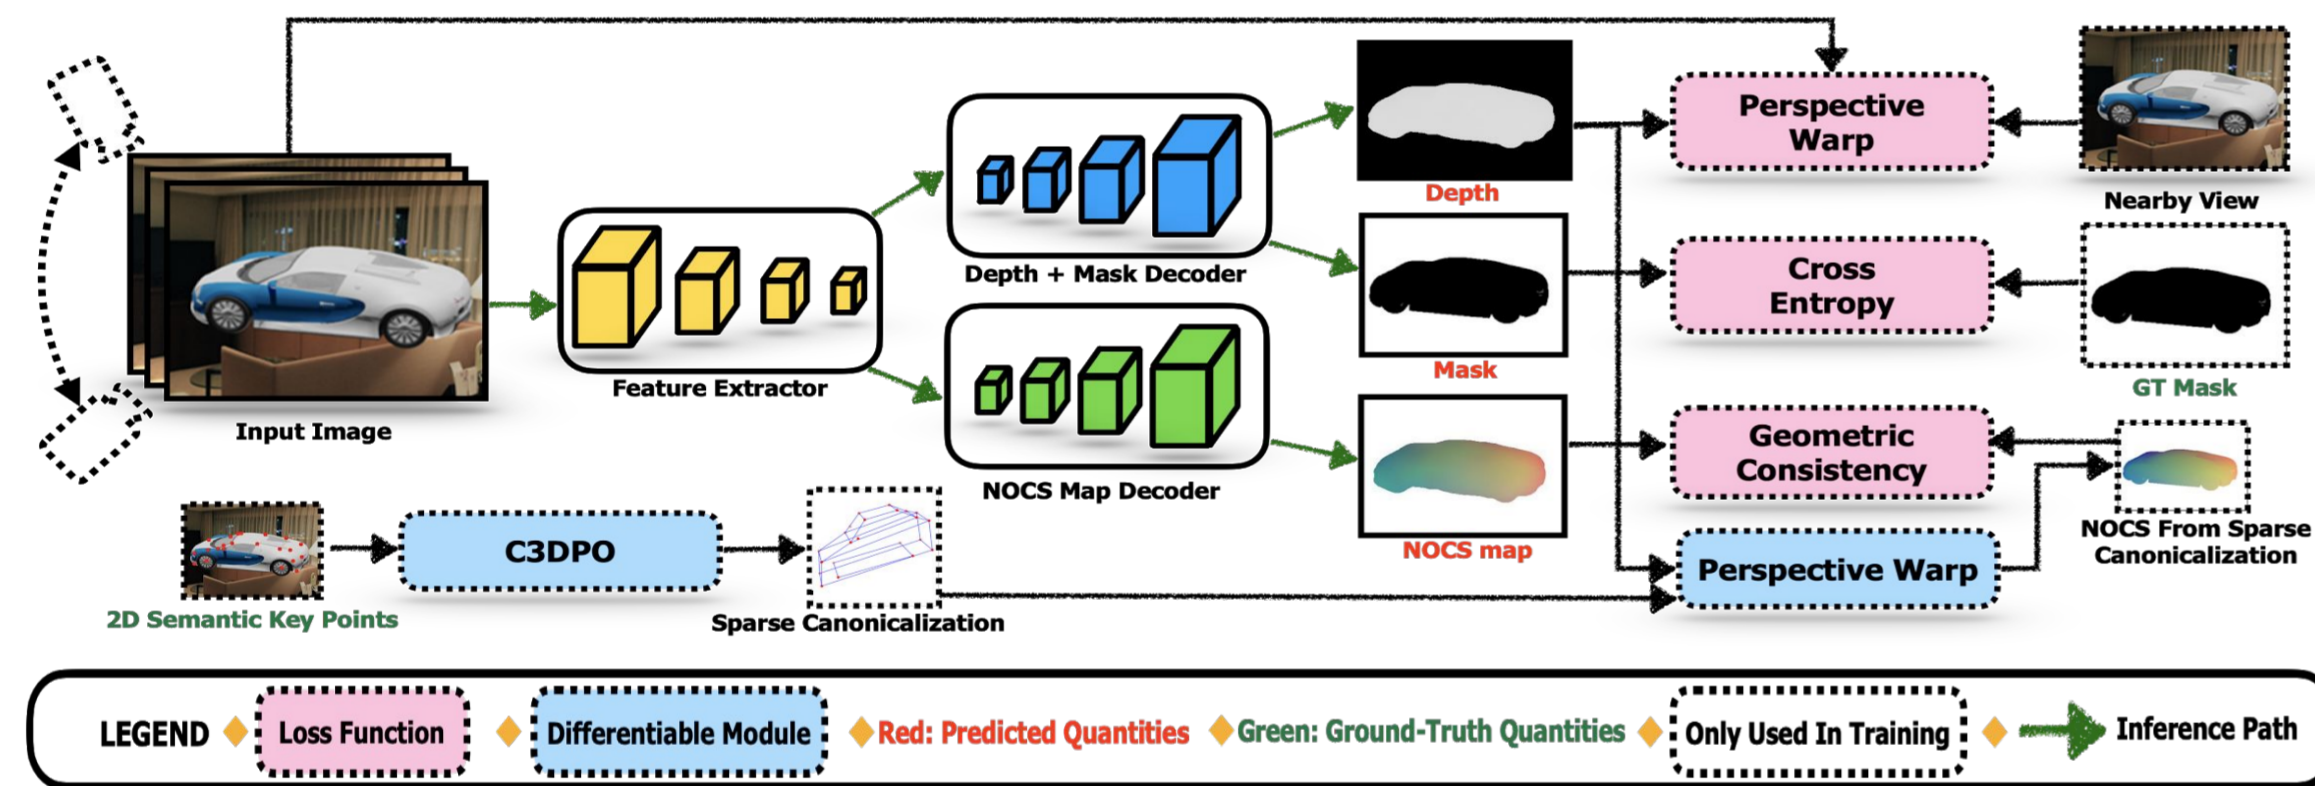 Perspective
Warp
Depth
Nearby View
Depth + Mask Decoder
Cross
Entropy
Feature Extractor
Mask
GT Mask
Input Image
Geometric
Consistency
NOCS Map Decoder
NOCS map
NOCS From Sparse
Canonicalization
C3DPO
Perspective Warp
2D Semantic Key Points
Sparse Canonicalization
LEGEND
Loss Function
Differentiable Module
Red: Predicted Quantities
Green: Ground-Truth Quantities
Only Used In Training
Inference Path